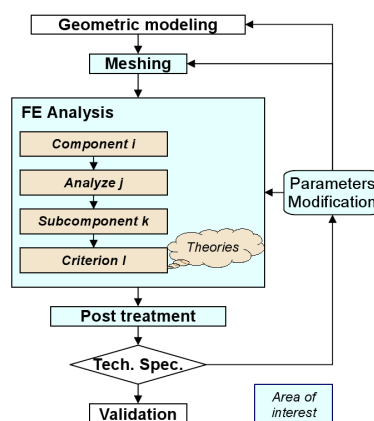 Geometric modeling
Meshing
FE Analysis
Component i
Analyze j
Subcomponent k
Criterion l
Theories
Parameters
Modification
Post treatment
Tech. Spec.
Validation
Area of
interest